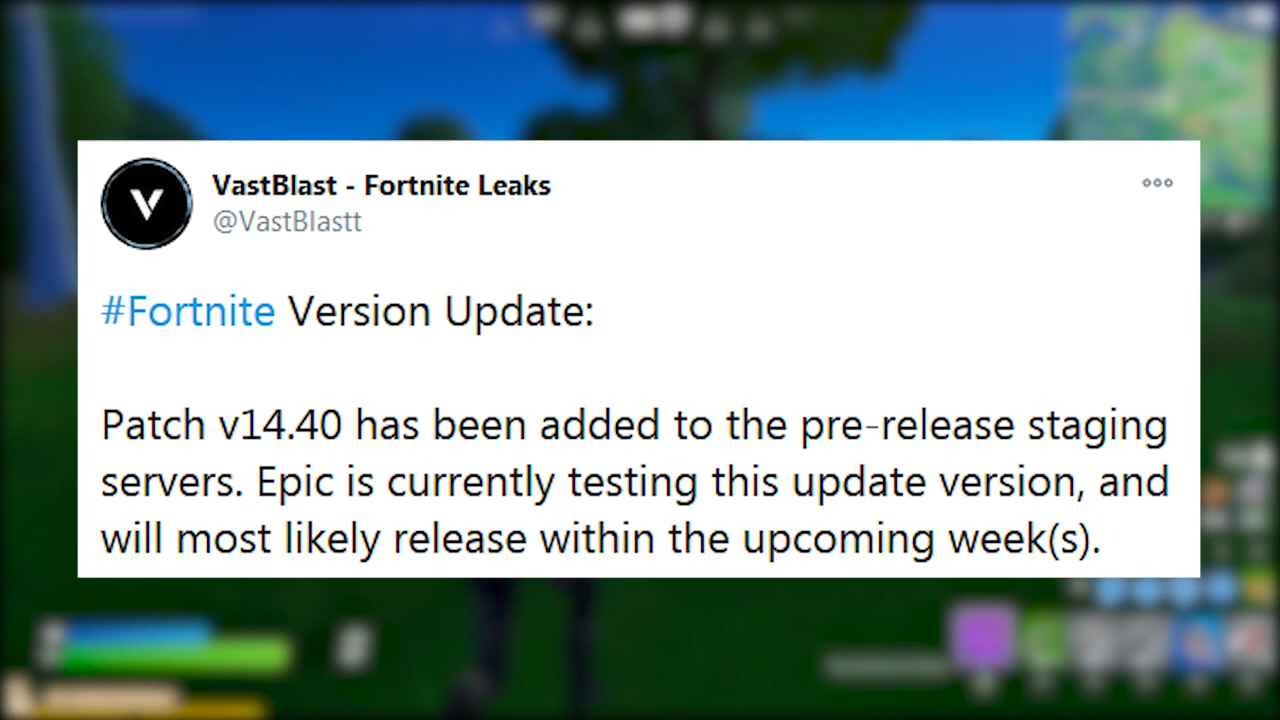 VastBlast - Fortnite Leaks
@VastBlastt
#Fortnite Version Update:
Patch v14.40 has been added to the pre-release staging
servers. Epic is currently testing this update version, and
will most likely release within the upcoming week(s).